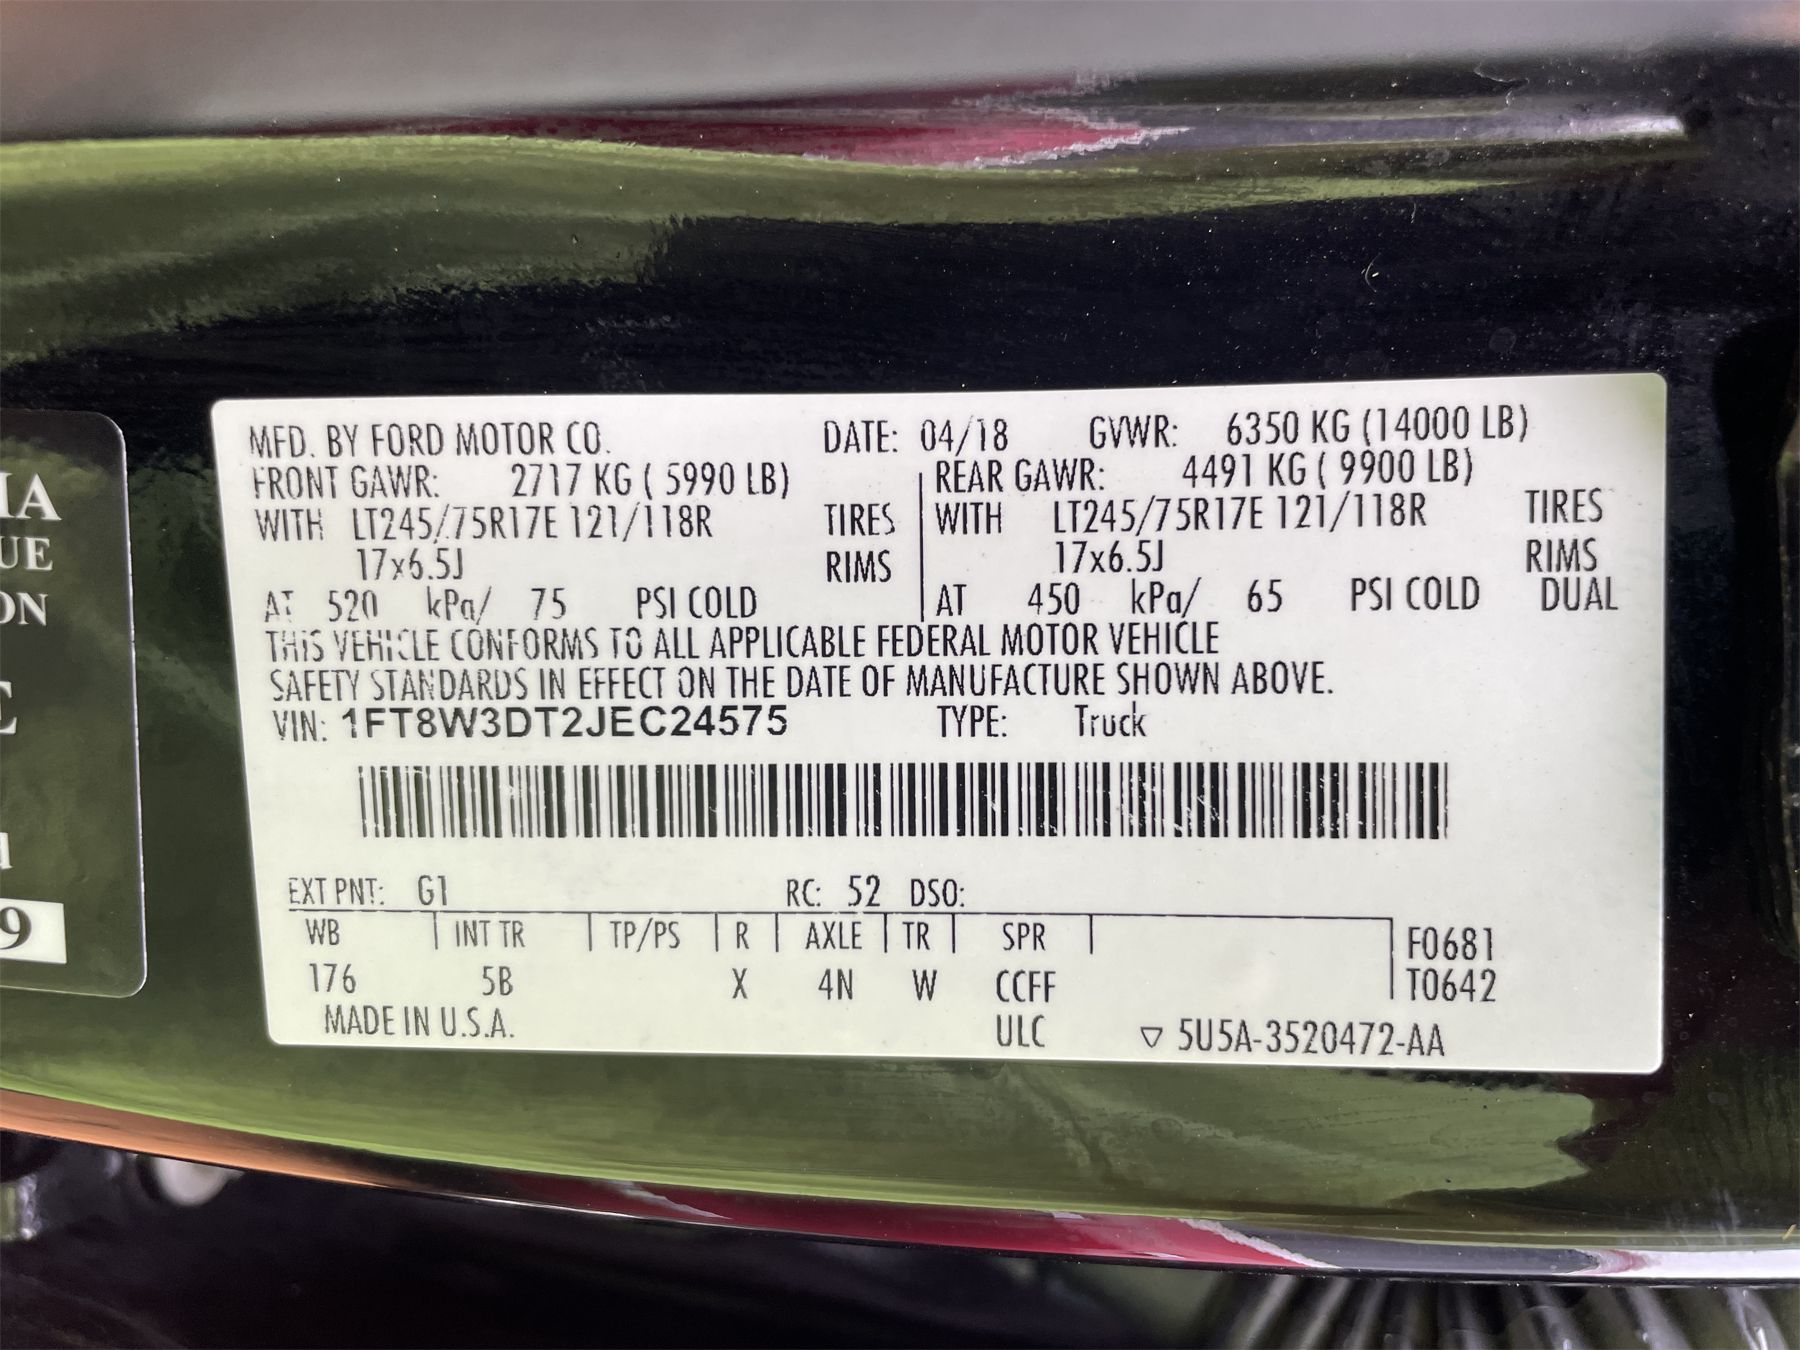 MFD. BY FORD MOTOR CO. DATE: 04/18 GVWR: 6350 KG (14000 LB)
FRONT GAWR: 2717 KG ( 5990 LB) REAR GAWR: 4491 KG ( 9900 LB)
WITH LT245/75R17E 121/118R TIRES WITH LT245/75R17E 121/118R TIRES
17x6.5J RIMS 17x6.5J RIMS
AT 520 kPa/ 75 PSI COLD AT 450 kPa/ 65 PSI COLD DUAL
THIS VEHICLE CONFORMS TO ALL APPLICABLE FEDERAL MOTOR VEHICLE
SAFETY STANDARDS IN EFFECT ON THE DATE OF MANUFACTURE SHOWN ABOVE.
VIN: 1FT8W3DT2JEC24575 TYPE: Truck
EXT PNT: G1 RC: 52 DSO:
WB INT TR TP/PS R AXLE TR SPR F0681
176 5B X 4N W CCFF T0642
MADE IN U.S.A. ULC ▽ 5U5A-3520472-AA
9